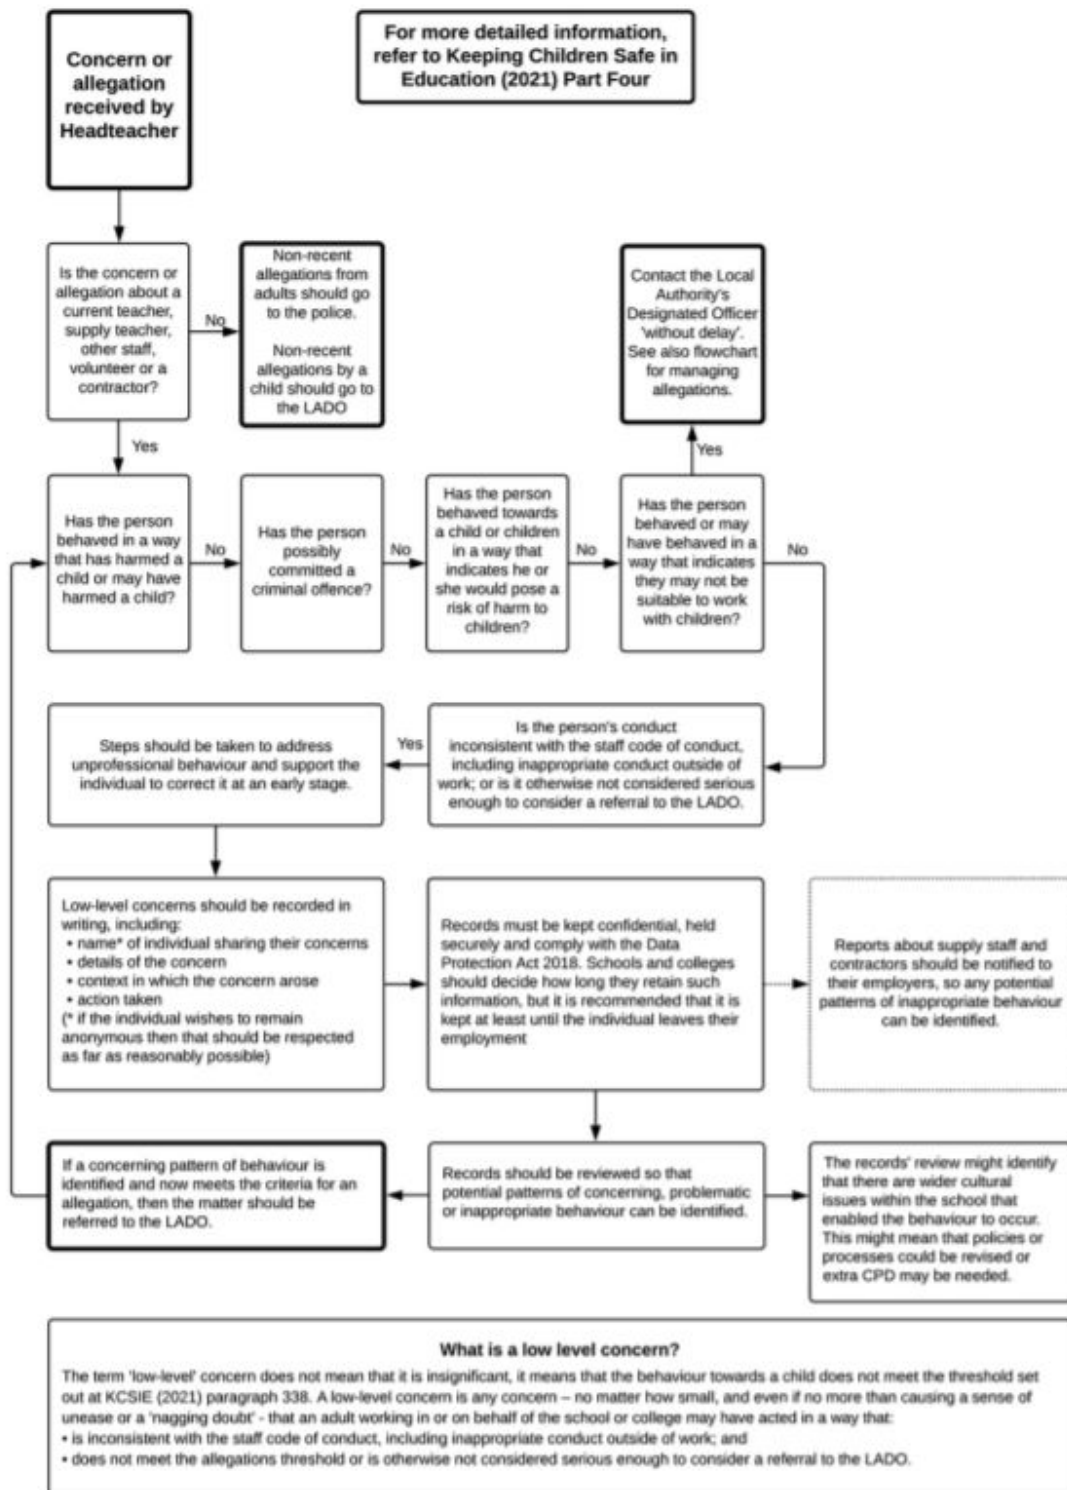 Concern or
allegation
received by
Headteacher
For more detailed information,
refer to Keeping Children Safe in
Education (2021) Part Four
Is the concern or
allegation about a
current teacher,
supply teacher,
other staff,
volunteer or a
contractor?
No
Non-recent
allegations from
adults should go
to the police.
Non-recent
allegations by a
child should go to
the LADO
Contact the Local
Authority's
Designated Officer
'without delay'.
See also flowchart
for managing
allegations.
Yes
Yes
Has the person
behaved in a way
that has harmed a
child or may have
harmed a child?
No
Has the person
possibly
committed a
criminal offence?
No
Has the person
behaved towards
a child or children
in a way that
indicates he or
she would pose a
risk of harm to
children?
No
Has the person
behaved or may
have behaved in a
way that indicates
they may not be
suitable to work
with children?
No
Is the person's conduct
inconsistent with the staff code of conduct,
including inappropriate conduct outside of
work; or is it otherwise not considered serious
enough to consider a referral to the LADO.
Yes
Steps should be taken to address
unprofessional behaviour and support the
individual to correct it at an early stage.
Low-level concerns should be recorded in
writing, including:
• name* of individual sharing their concerns
• details of the concern
• context in which the concern arose
• action taken
(* if the individual wishes to remain
anonymous then that should be respected
as far as reasonably possible)
Records must be kept confidential, held
securely and comply with the Data
Protection Act 2018. Schools and colleges
should decide how long they retain such
information, but it is recommended that it is
kept at least until the individual leaves their
employment
Reports about supply staff and
contractors should be notified to
their employers, so any potential
patterns of inappropriate behaviour
can be identified.
If a concerning pattern of behaviour is
identified and now meets the criteria for an
allegation, then the matter should be
referred to the LADO.
Records should be reviewed so that
potential patterns of concerning, problematic
or inappropriate behaviour can be identified.
The records' review might identify
that there are wider cultural
issues within the school that
enabled the behaviour to occur.
This might mean that policies or
processes could be revised or
extra CPD may be needed.
What is a low level concern?
The term 'low-level' concern does not mean that it is insignificant, it means that the behaviour towards a child does not meet the threshold set
out at KCSIE (2021) paragraph 338. A low-level concern is any concern – no matter how small, and even if no more than causing a sense of
unease or a 'nagging doubt' - that an adult working in or on behalf of the school or college may have acted in a way that:
• is inconsistent with the staff code of conduct, including inappropriate conduct outside of work; and
• does not meet the allegations threshold or is otherwise not considered serious enough to consider a referral to the LADO.